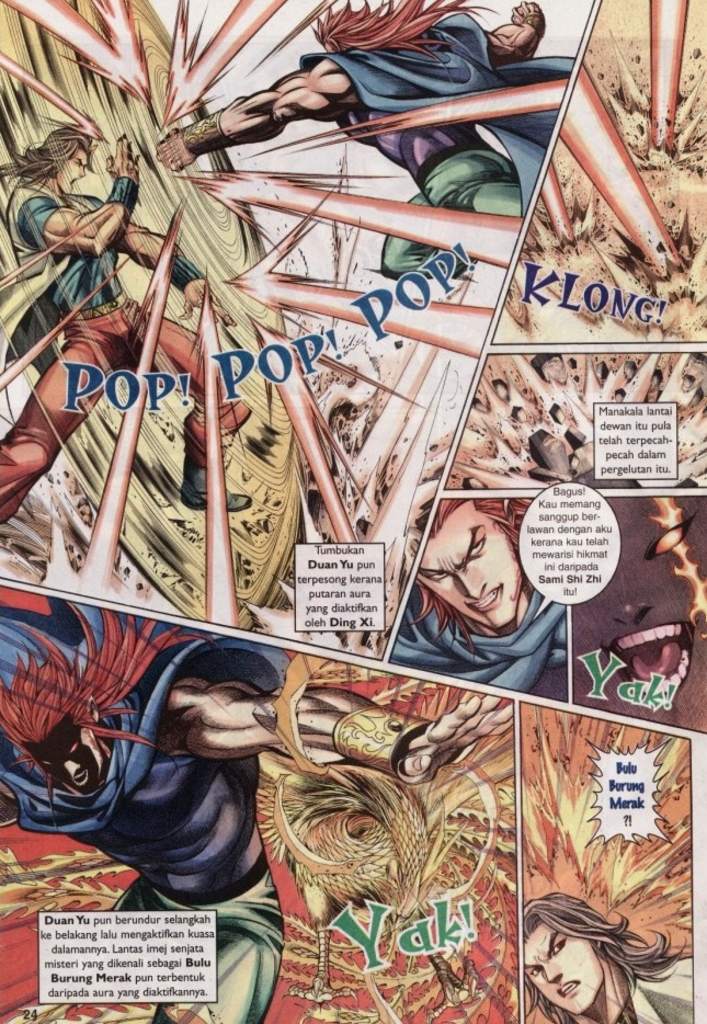 POP! POP! POP!
KLONG!
Tumbukan
Duan Yu pun
terpesong kerana
putaran aura
yang diaktifkan
oleh Ding Xi.
Manakala lantai
dewan itu pula
telah terpecah-
pecah dalam
pergelutan itu.
Bagus!
Kau memang
sanggup ber-
lawan dengan aku
kerana kau telah
mewarisi hikmat
ini daripada
Sami Shi Zhi
itu!
Yak!
Duan Yu pun berundur selangkah
ke belakang lalu mengaktifkan kuasa
dalamannya. Lantas imej senjata
misteri yang dikenali sebagai Bulu
Burung Merak pun terbentuk
daripada aura yang diaktifkannya.
Yak!
Bulu
Burung
Merak
?!
24